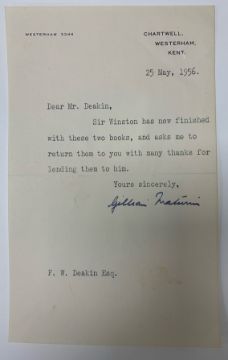 WESTERHAM 3344
CHARTWELL,
WESTERHAM,
KENT.
25 May, 1956.
Dear Mr. Deakin,
Sir Winston has now finished
with these two books, and asks me to
return them to you with many thanks for
lending them to him.
Yours sincerely,
Gillian Maturin
F. W. Deakin Esq.